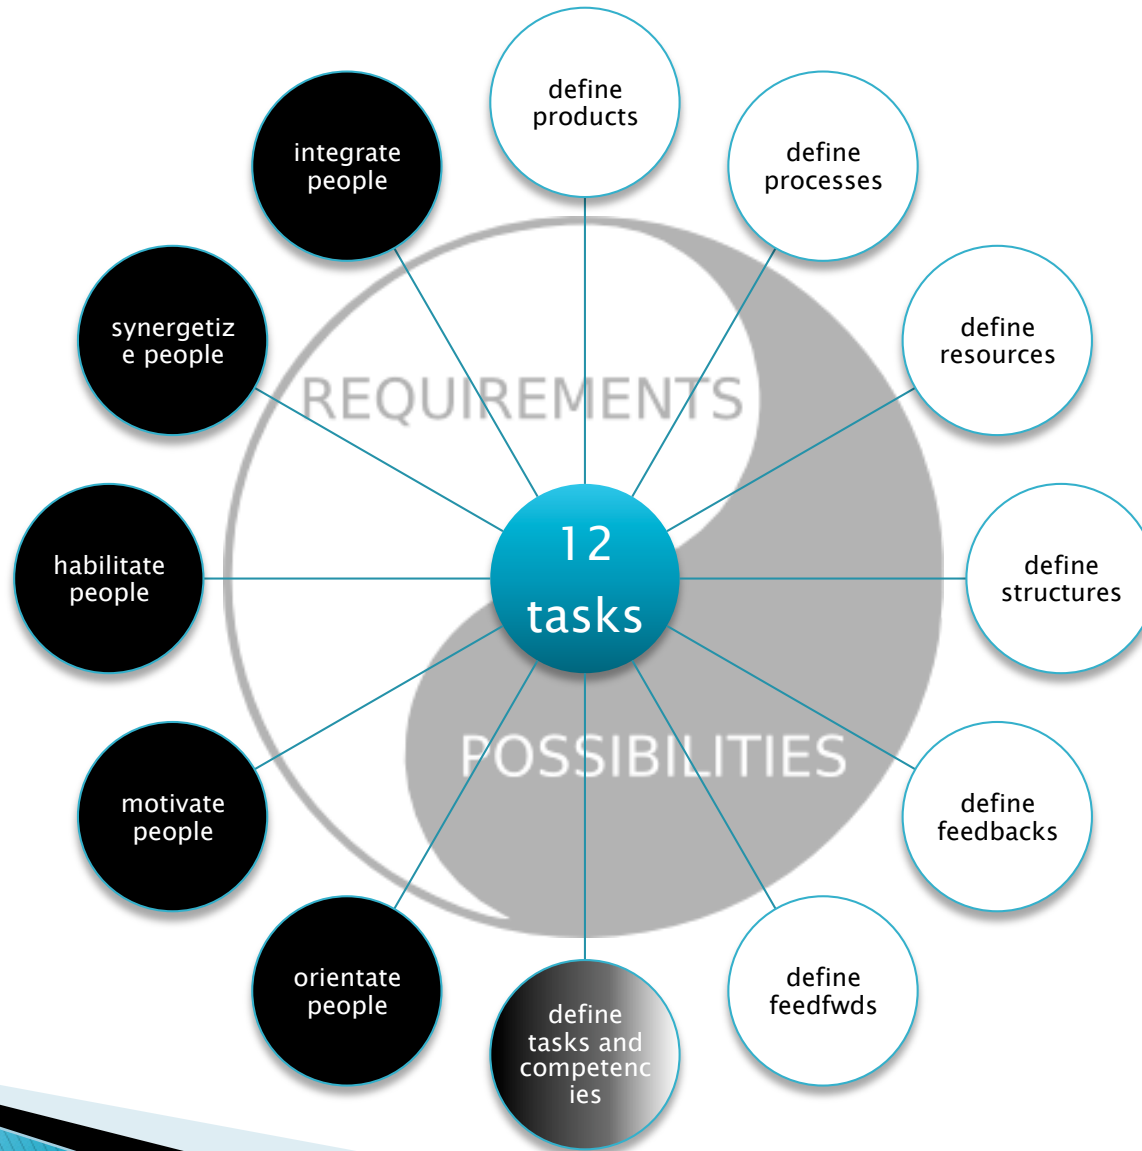 define
products
define
processes
define
resources
define
structures
define
feedbacks
define
feedfwds
define
tasks and
competenc
ies
orientate
people
motivate
people
habilitate
people
synergetiz
e people
integrate
people
REQUIREMENTS
12
tasks
POSSIBILITIES